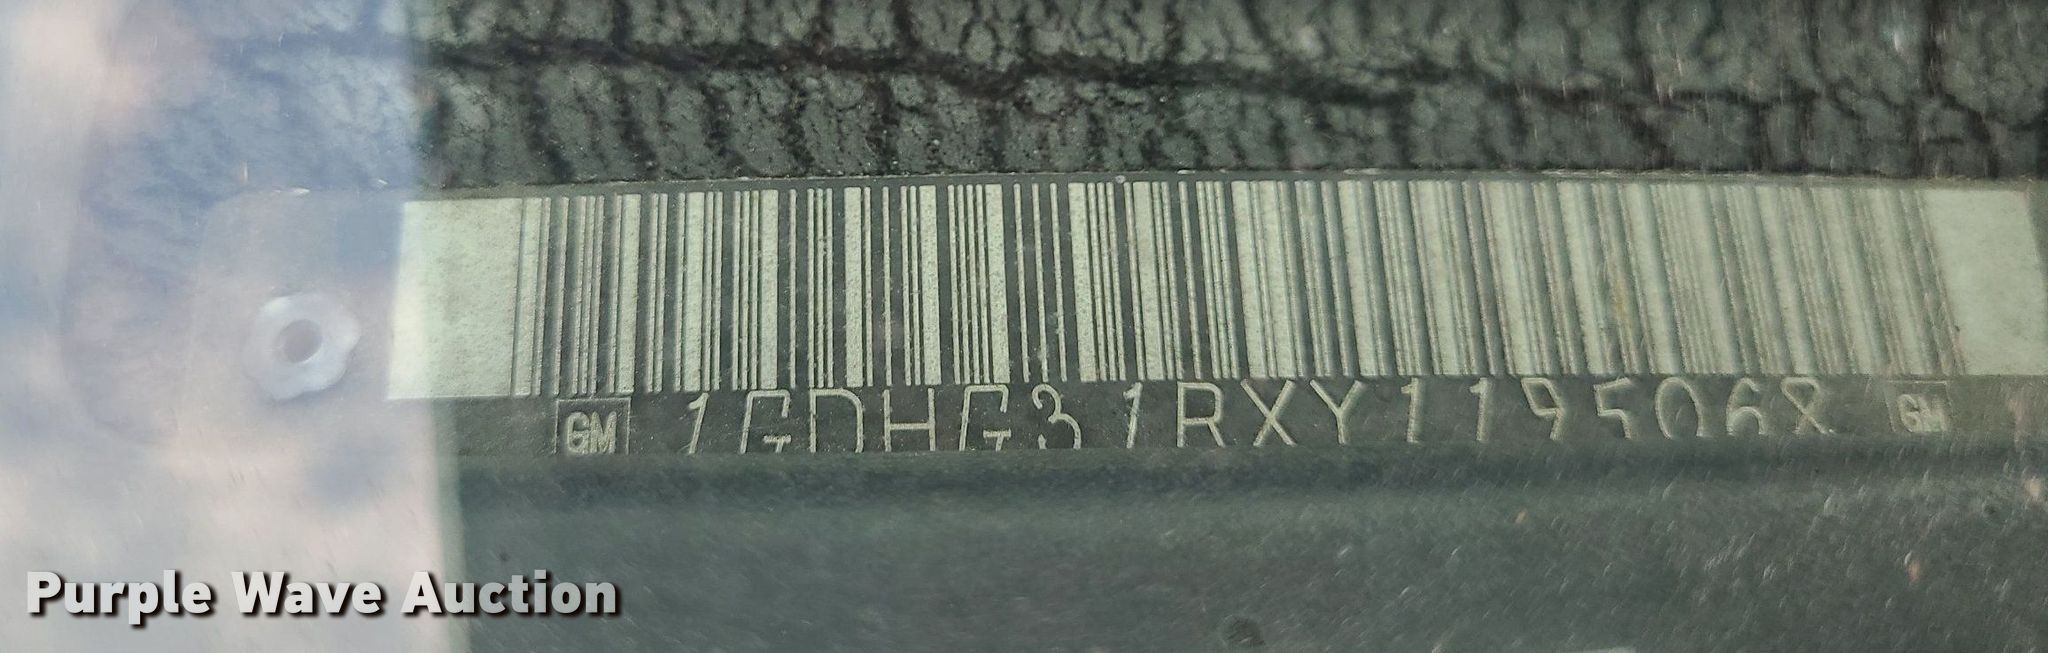 GM 1GDHG31RXY1195068 GM
Purple Wave Auction